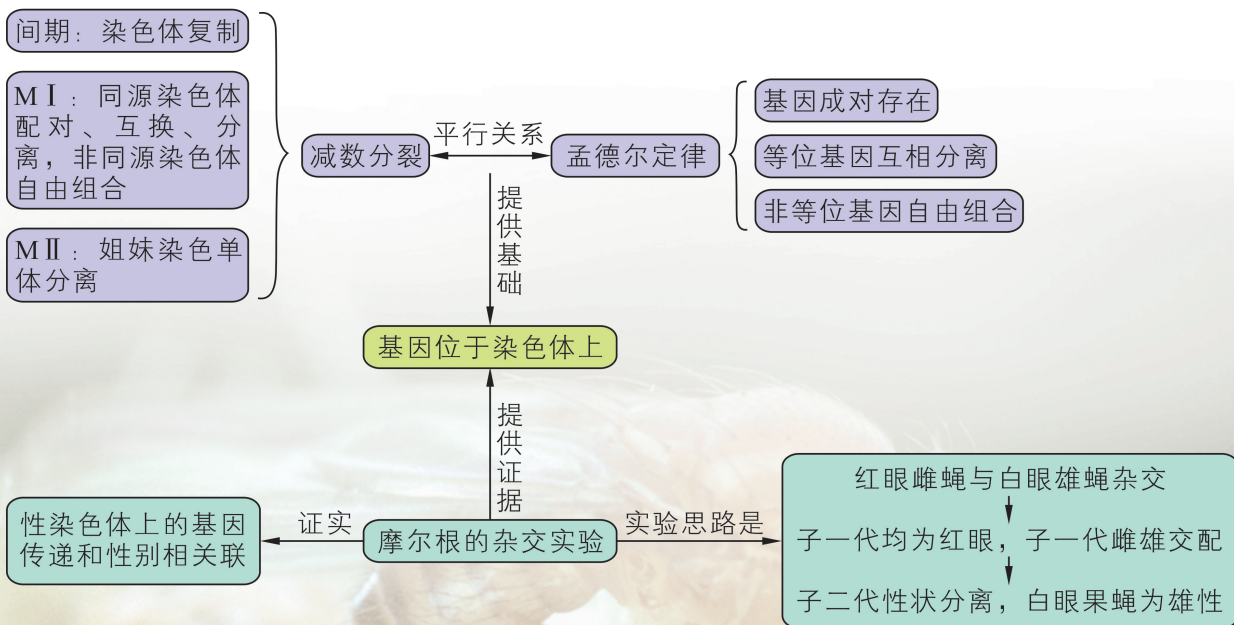 间期：染色体复制
MⅠ：同源染色体
配对、互换、分
离，非同源染色体
自由组合
MⅡ：姐妹染色单
体分离
减数分裂
平行关系
孟德尔定律
基因成对存在
等位基因互相分离
非等位基因自由组合
提供基础
基因位于染色体上
提供证据
性染色体上的基因
传递和性别相关联
证实
摩尔根的杂交实验
实验思路是
红眼雌蝇与白眼雄蝇杂交
子一代均为红眼，子一代雌雄交配
子二代性状分离，白眼果蝇为雄性